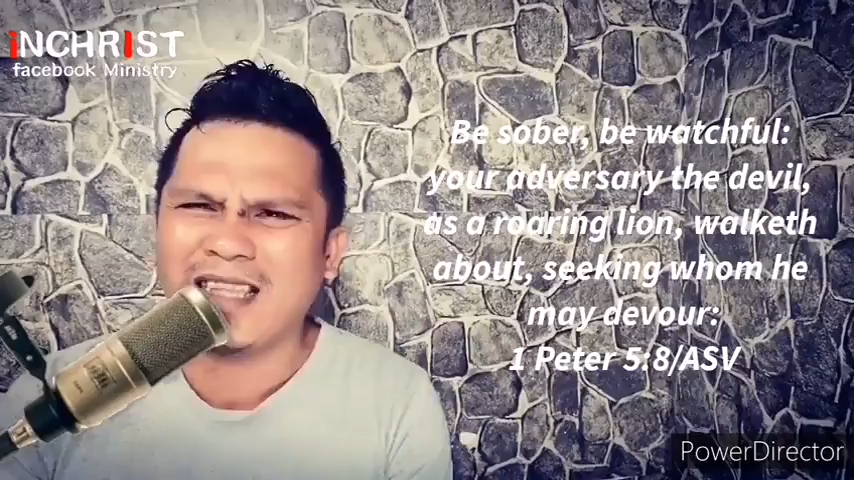 iNCHRIST
facebook Ministry
Be sober, be watchful:
your adversary the devil,
as a roaring lion, walketh
about, seeking whom he
may devour:
1 Peter 5:8/ASV
PowerDirector